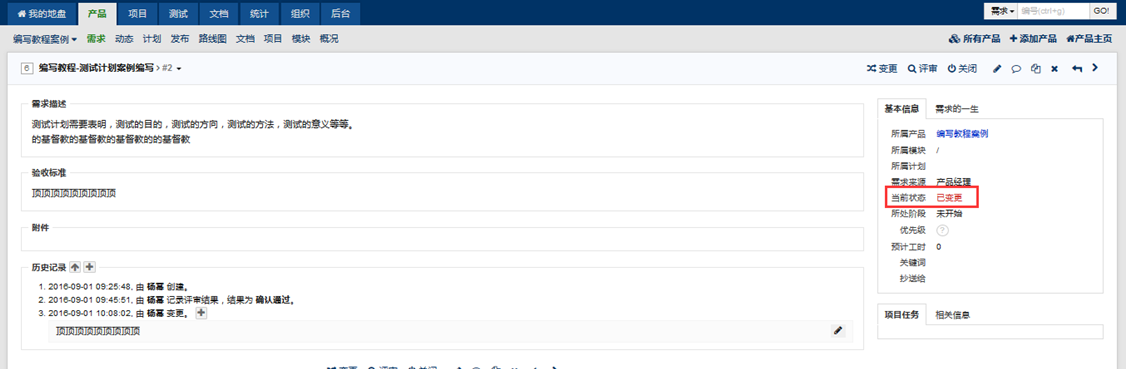 我的地盘 产品 项目 测试 文档 统计 组织 后台 需求 编号(ctrl+g) GO!
编写教程案例 需求 动态 计划 发布 路线图 文档 项目 模块 概况 所有产品 添加产品 产品主页
6 编写教程-测试计划案例编写 > #2 变更 评审 关闭
需求描述
测试计划需要表明，测试的目的，测试的方向，测试的方法，测试的意义等等。
的基督教的基督教的基督教的的基督教
验收标准
顶顶顶顶顶顶顶顶顶
附件
历史记录
1. 2016-09-01 09:25:48, 由 杨幂 创建。
2. 2016-09-01 09:45:51, 由 杨幂 记录评审结果，结果为 确认通过。
3. 2016-09-01 10:08:02, 由 杨幂 变更。
顶顶顶顶顶顶顶顶顶
变更 评审 关闭
基本信息 需求的一生
所属产品 编写教程案例
所属模块 /
所属计划
需求来源 产品经理
当前状态 已变更
所处阶段 未开始
优先级 ?
预计工时 0
关键词
抄送给
项目任务 相关信息